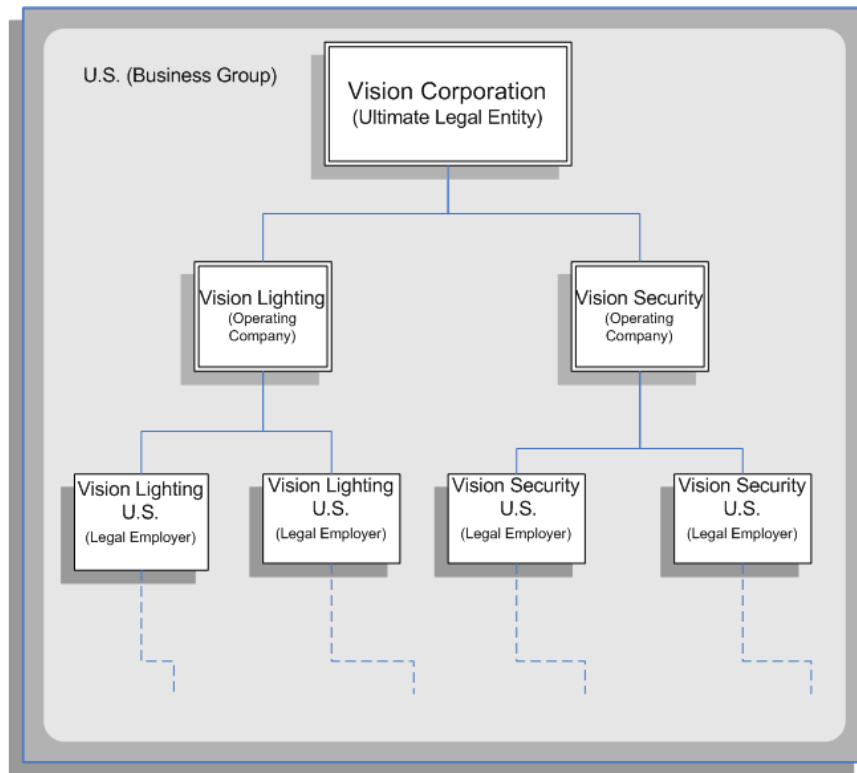 U.S. (Business Group)
Vision Corporation
(Ultimate Legal Entity)
Vision Lighting
(Operating
Company)
Vision Security
(Operating
Company)
Vision Lighting
U.S.
(Legal Employer)
Vision Lighting
U.S.
(Legal Employer)
Vision Security
U.S.
(Legal Employer)
Vision Security
U.S.
(Legal Employer)